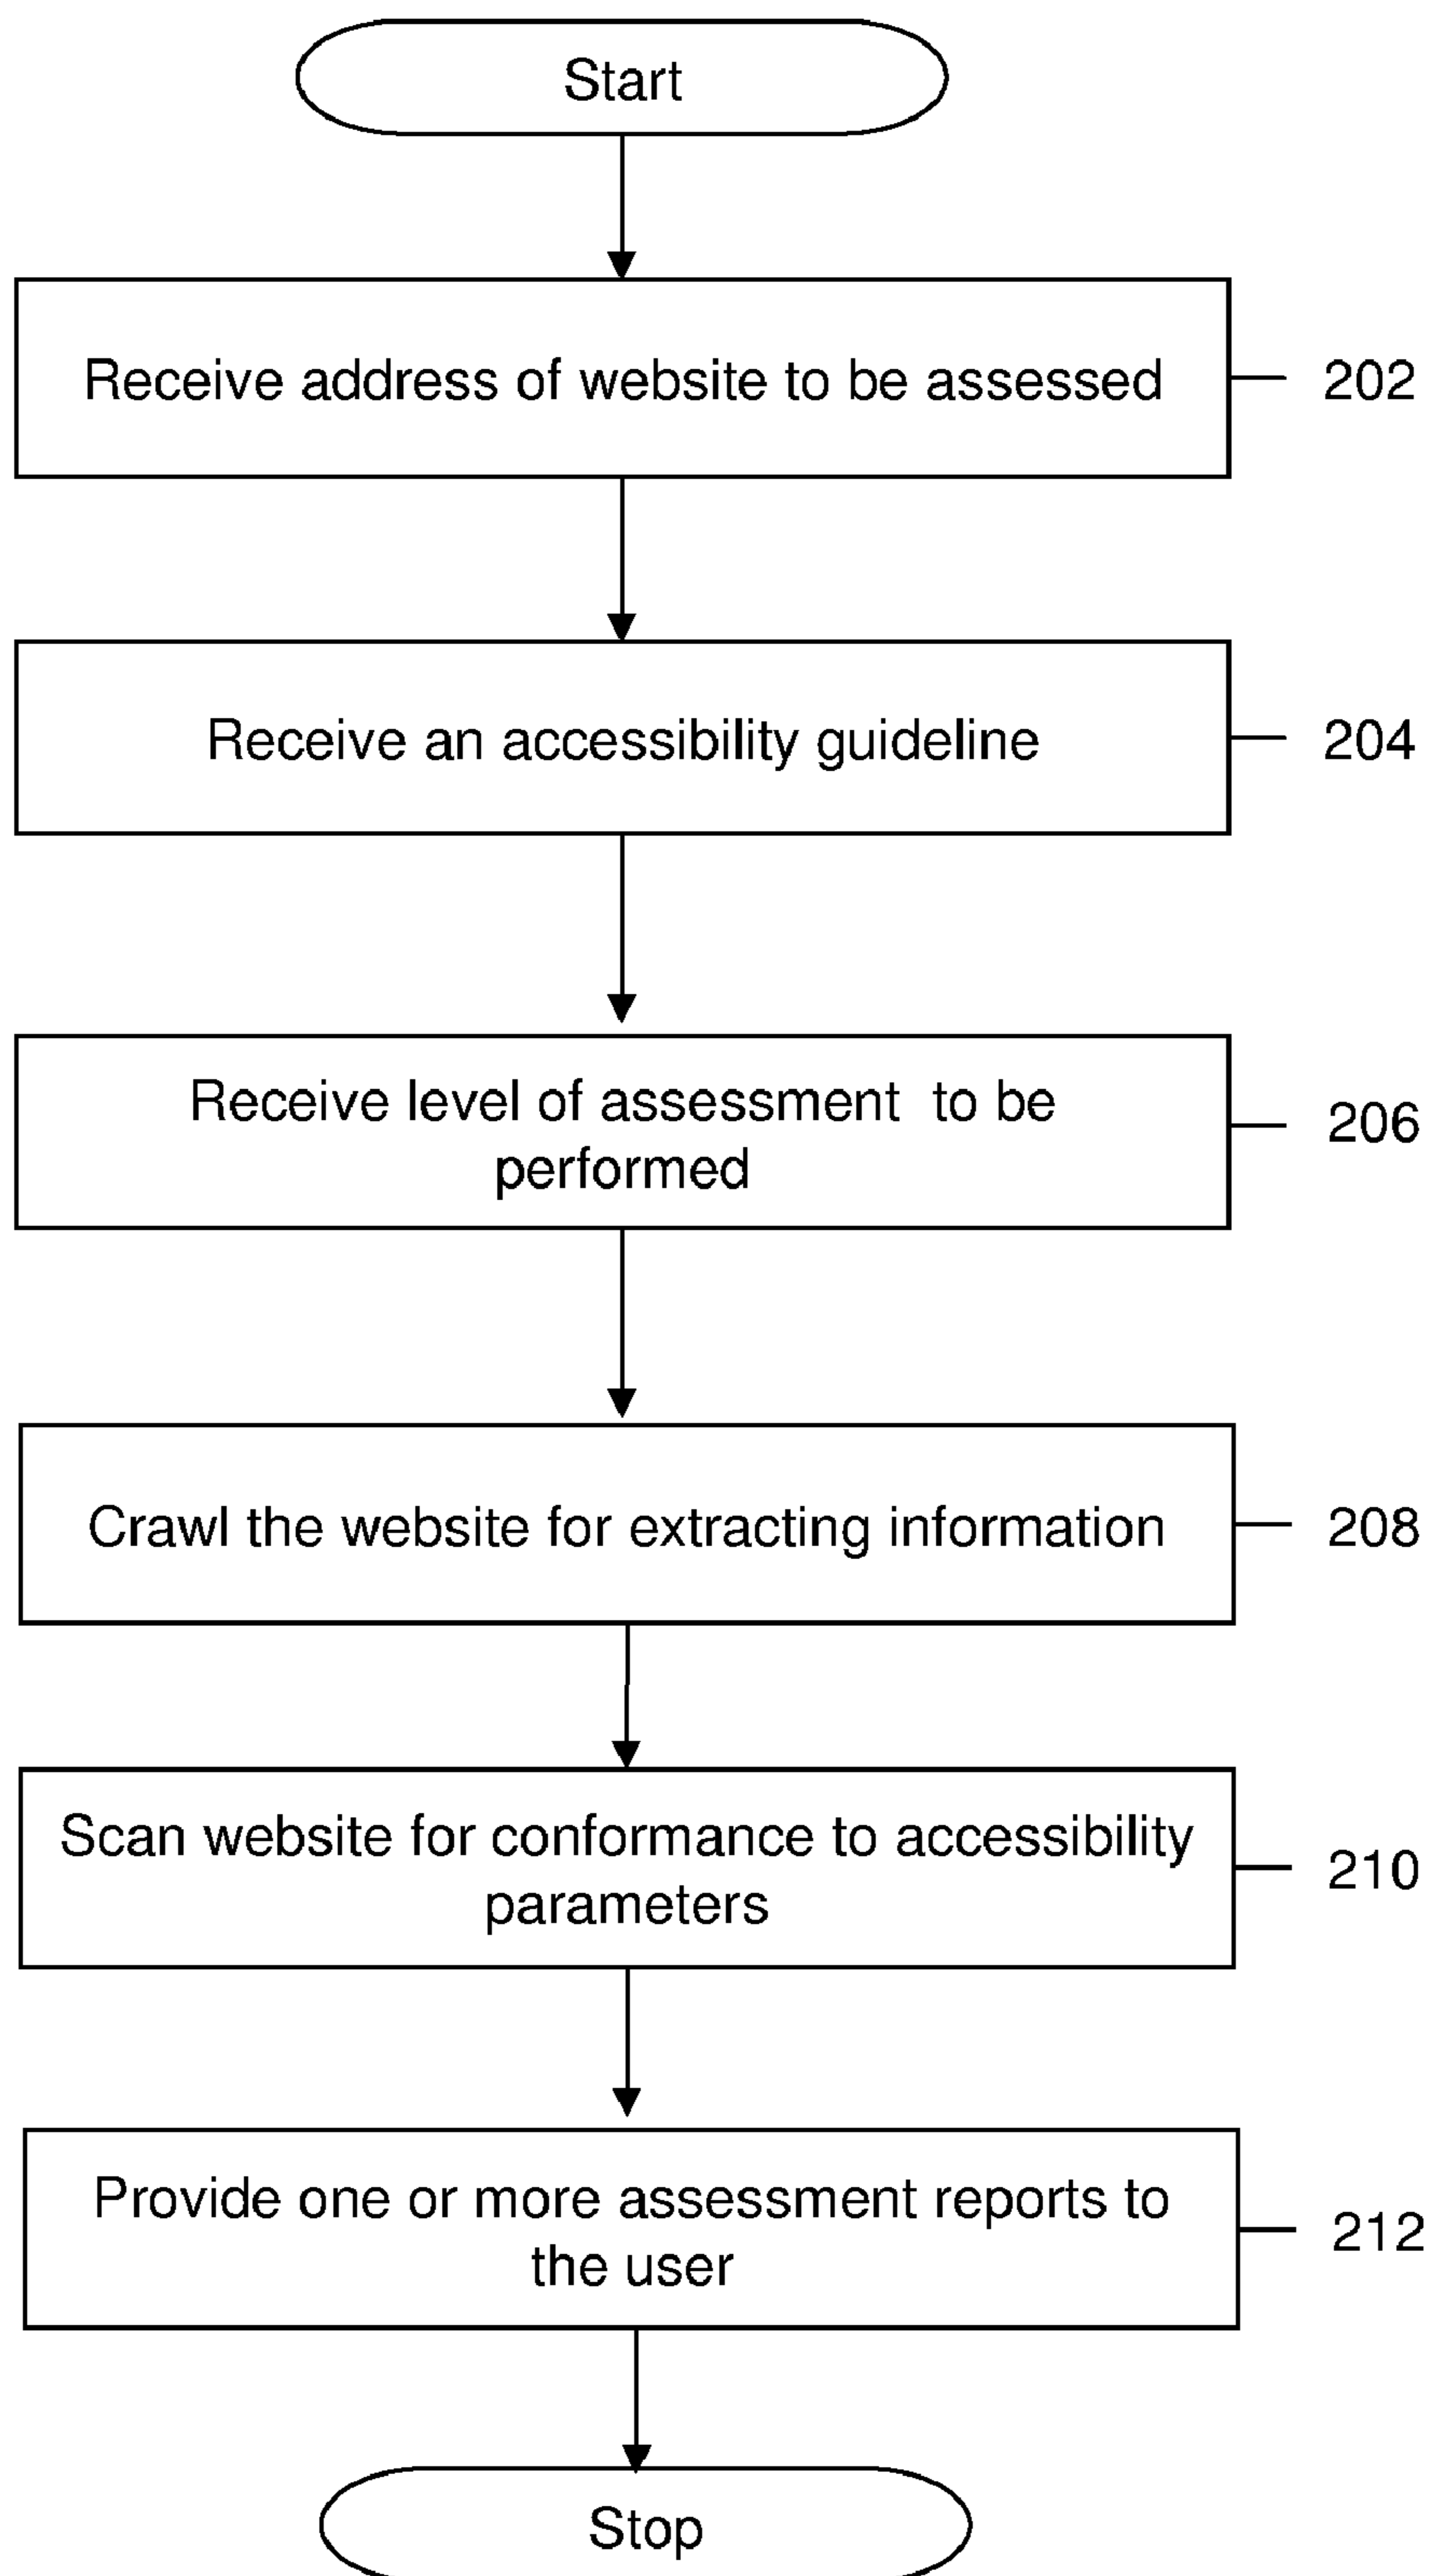 Start
Receive address of website to be assessed
202
Receive an accessibility guideline
204
Receive level of assessment to be
performed
206
Crawl the website for extracting information
208
Scan website for conformance to accessibility
parameters
210
Provide one or more assessment reports to
the user
212
Stop